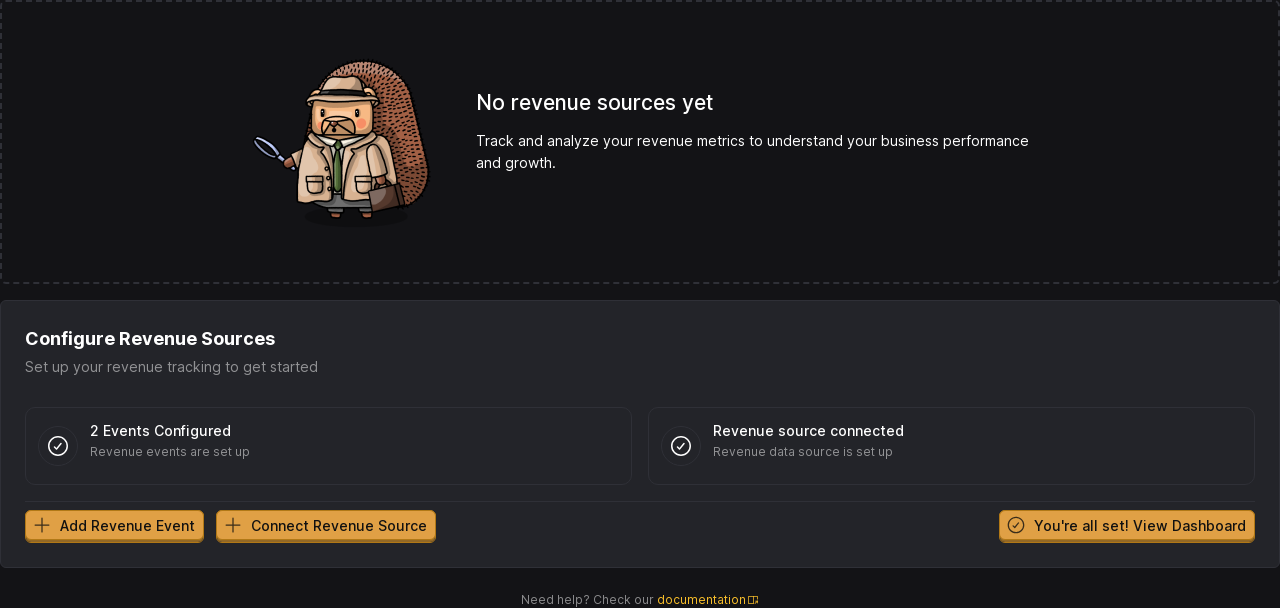 No revenue sources yet
Track and analyze your revenue metrics to understand your business performance
and growth.
Configure Revenue Sources
Set up your revenue tracking to get started
2 Events Configured
Revenue events are set up
Revenue source connected
Revenue data source is set up
Add Revenue Event
Connect Revenue Source
You're all set! View Dashboard
Need help? Check our documentation